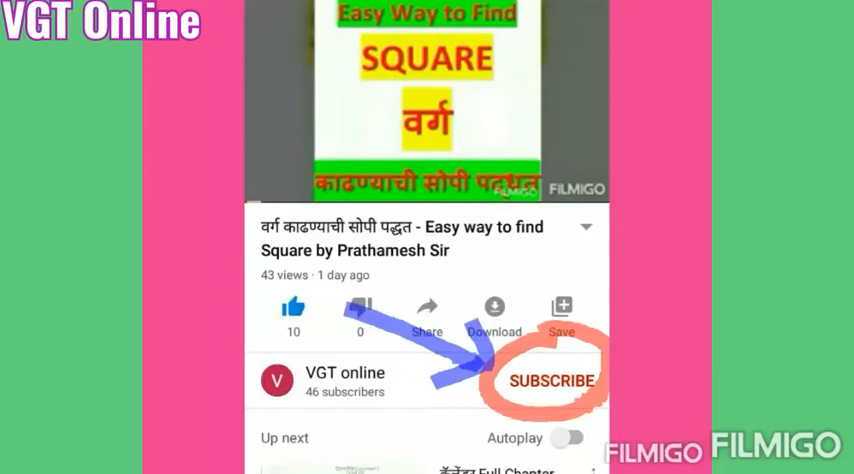 VGT Online
Easy Way to Find
SQUARE
वर्ग
काढण्याची सोपी पद्धत
FILMIGO
FILMIGO
वर्ग काढण्याची सोपी पद्धत - Easy way to find
Square by Prathamesh Sir
43 views · 1 day ago
10
0
Share
Download
Save
V
VGT online
46 subscribers
SUBSCRIBE
Up next
Autoplay
FILMIGO
FILMIGO
कॅलेंडर Full Chapter